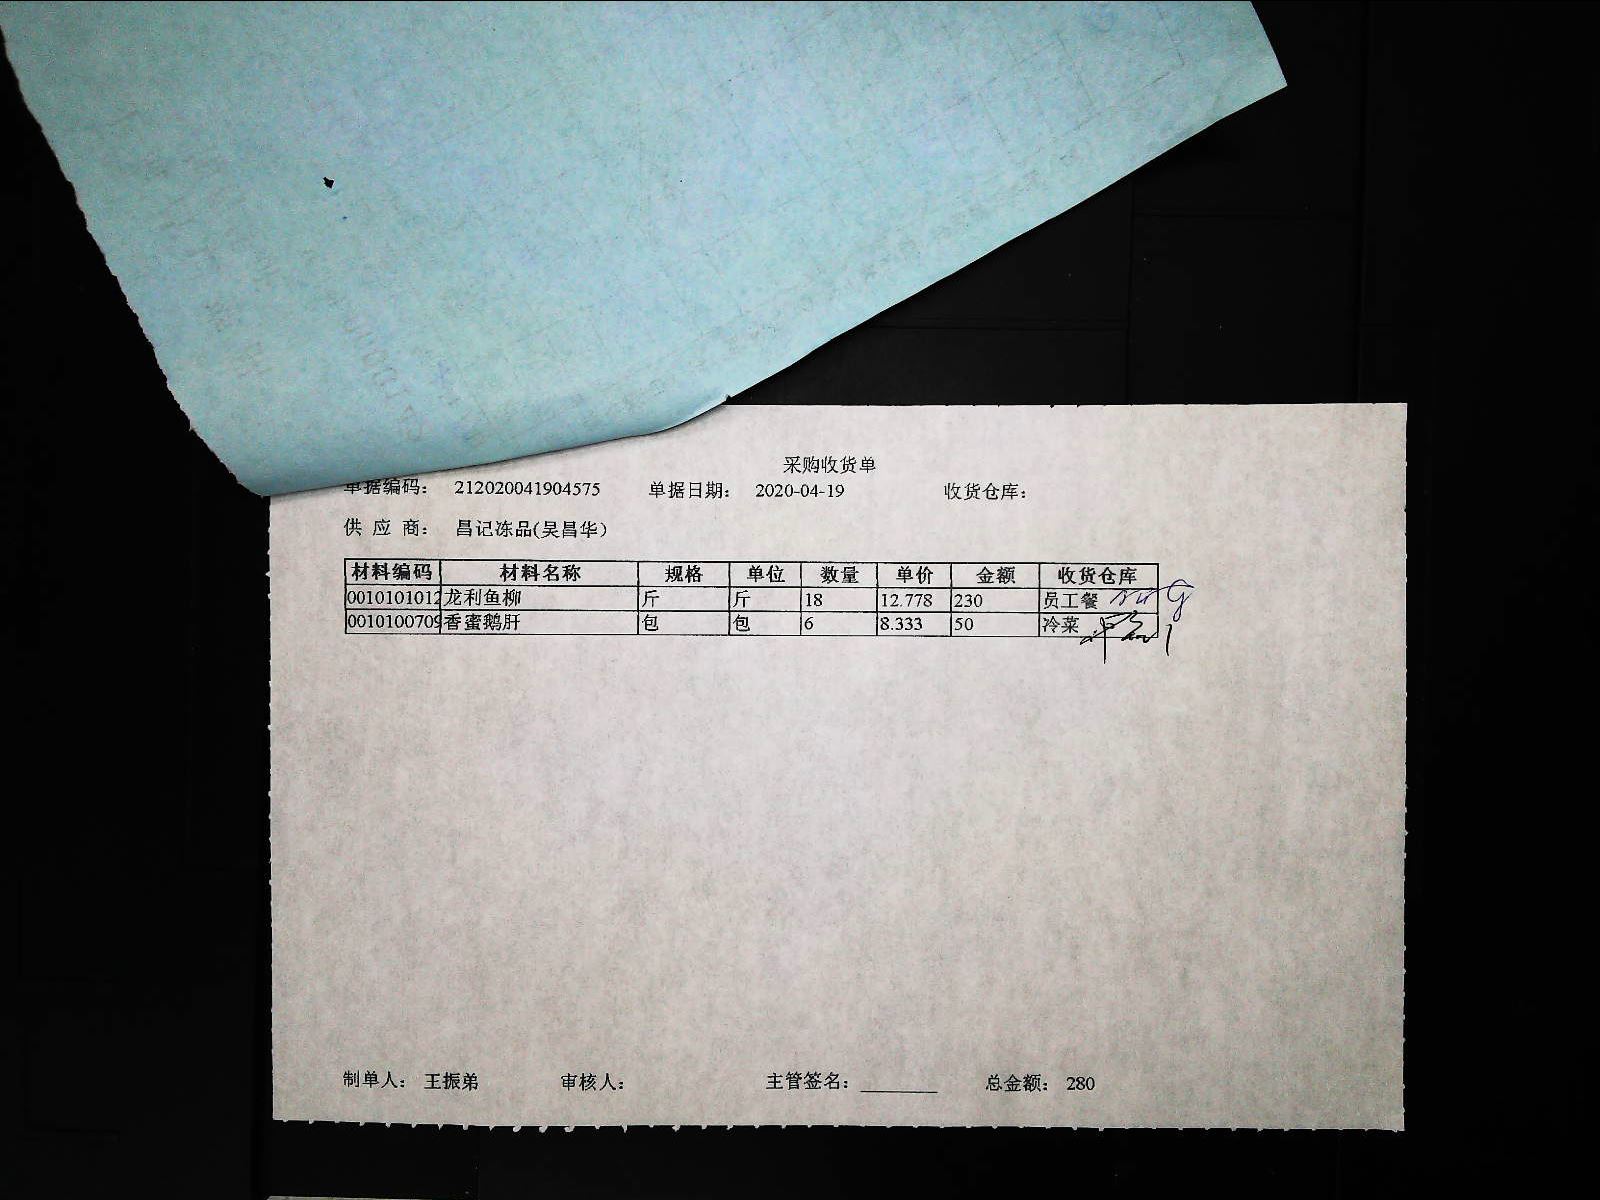 采购收货单
单据编码： 212020041904575 单据日期： 2020-04-19 收货仓库：
供 应 商： 昌记冻品(吴昌华)
材料编码 材料名称 规格 单位 数量 单价 金额 收货仓库
0010101012 龙利鱼柳 斤 斤 18 12.778 230 员工餐
0010100709 香蜜鹅肝 包 包 6 8.333 50 冷菜
制单人： 王振弟 审核人： 主管签名： 总金额： 280